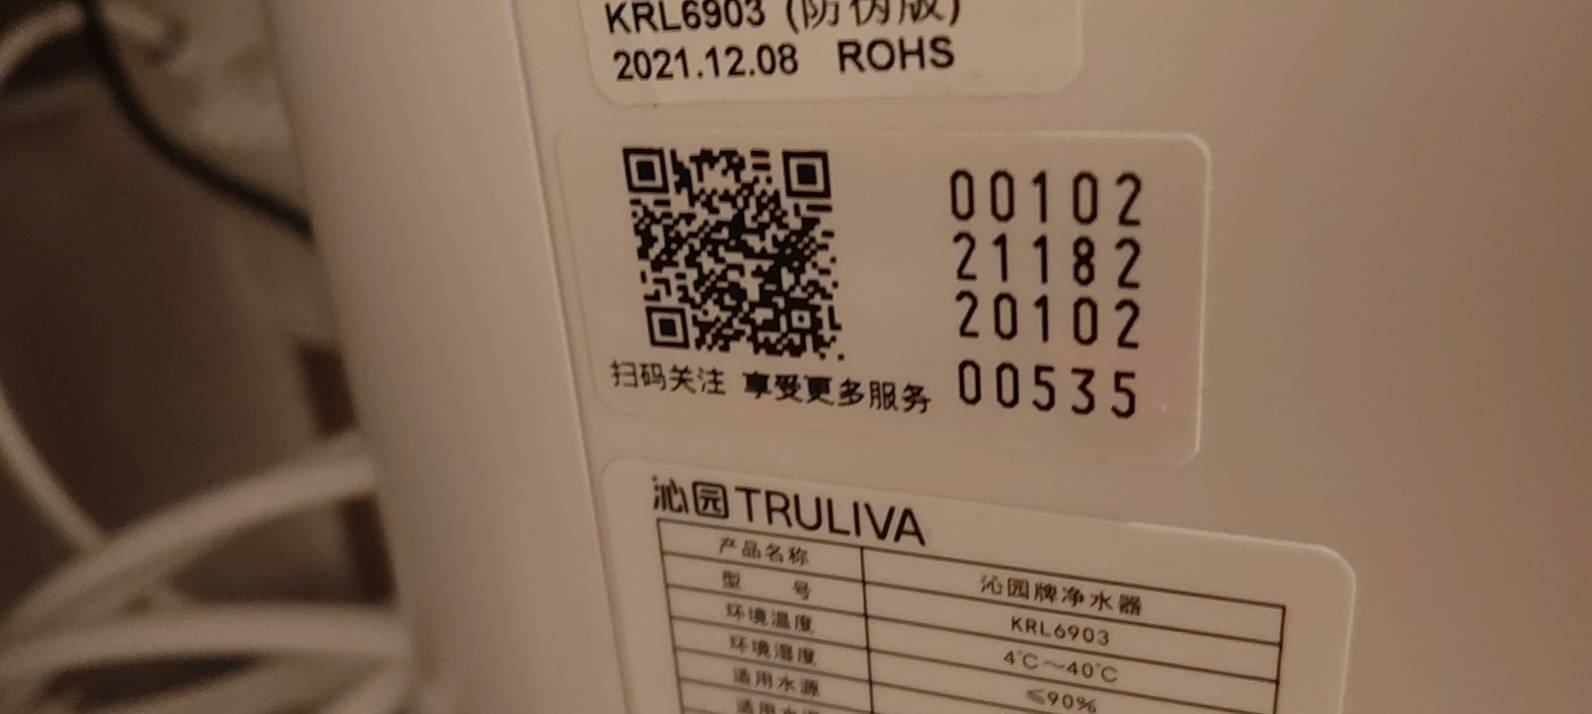 KRL6903 (防伪版)
2021.12.08 ROHS
00102
21182
20102
00535
扫码关注 享受更多服务
沁园TRULIVA
产品名称 沁园牌净水器
型 号 KRL6903
环境温度 4℃~40℃
环境湿度 ≤90%
适用水源
适用水